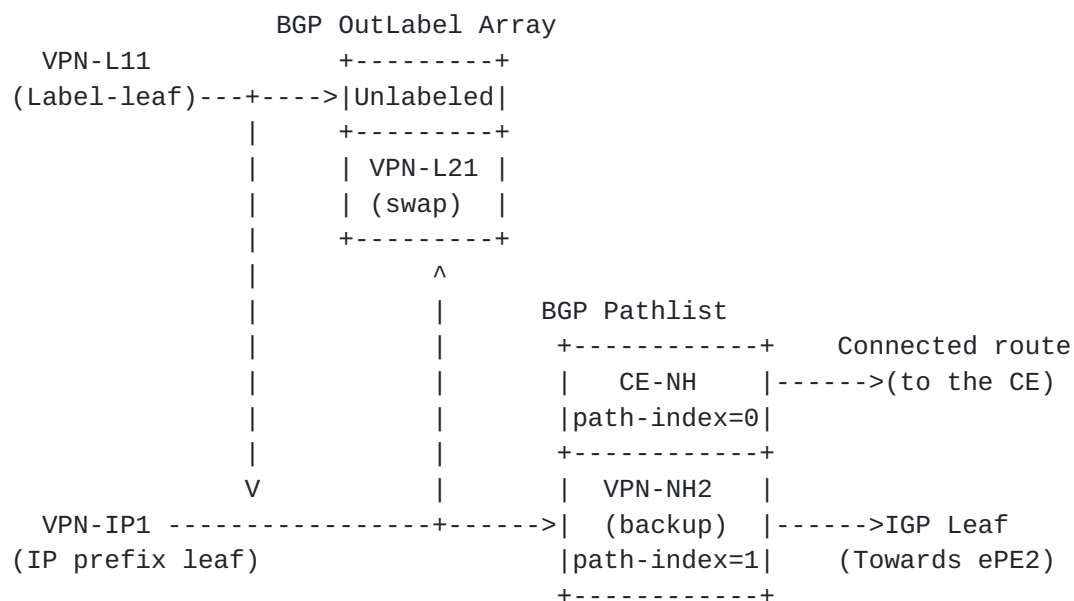 BGP OutLabel Array
VPN-L11 +---------+
(Label-leaf)---+---->|Unlabeled|
| +---------+
| | VPN-L21 |
| | (swap) |
| +---------+
| ^
| | BGP Pathlist
| | +------------+ Connected route
| | | CE-NH |------>(to the CE)
| | |path-index=0|
| | +------------+
V | | VPN-NH2 |
VPN-IP1 -----------------+------>| (backup) |------>IGP Leaf
(IP prefix leaf) |path-index=1| (Towards ePE2)
+------------+